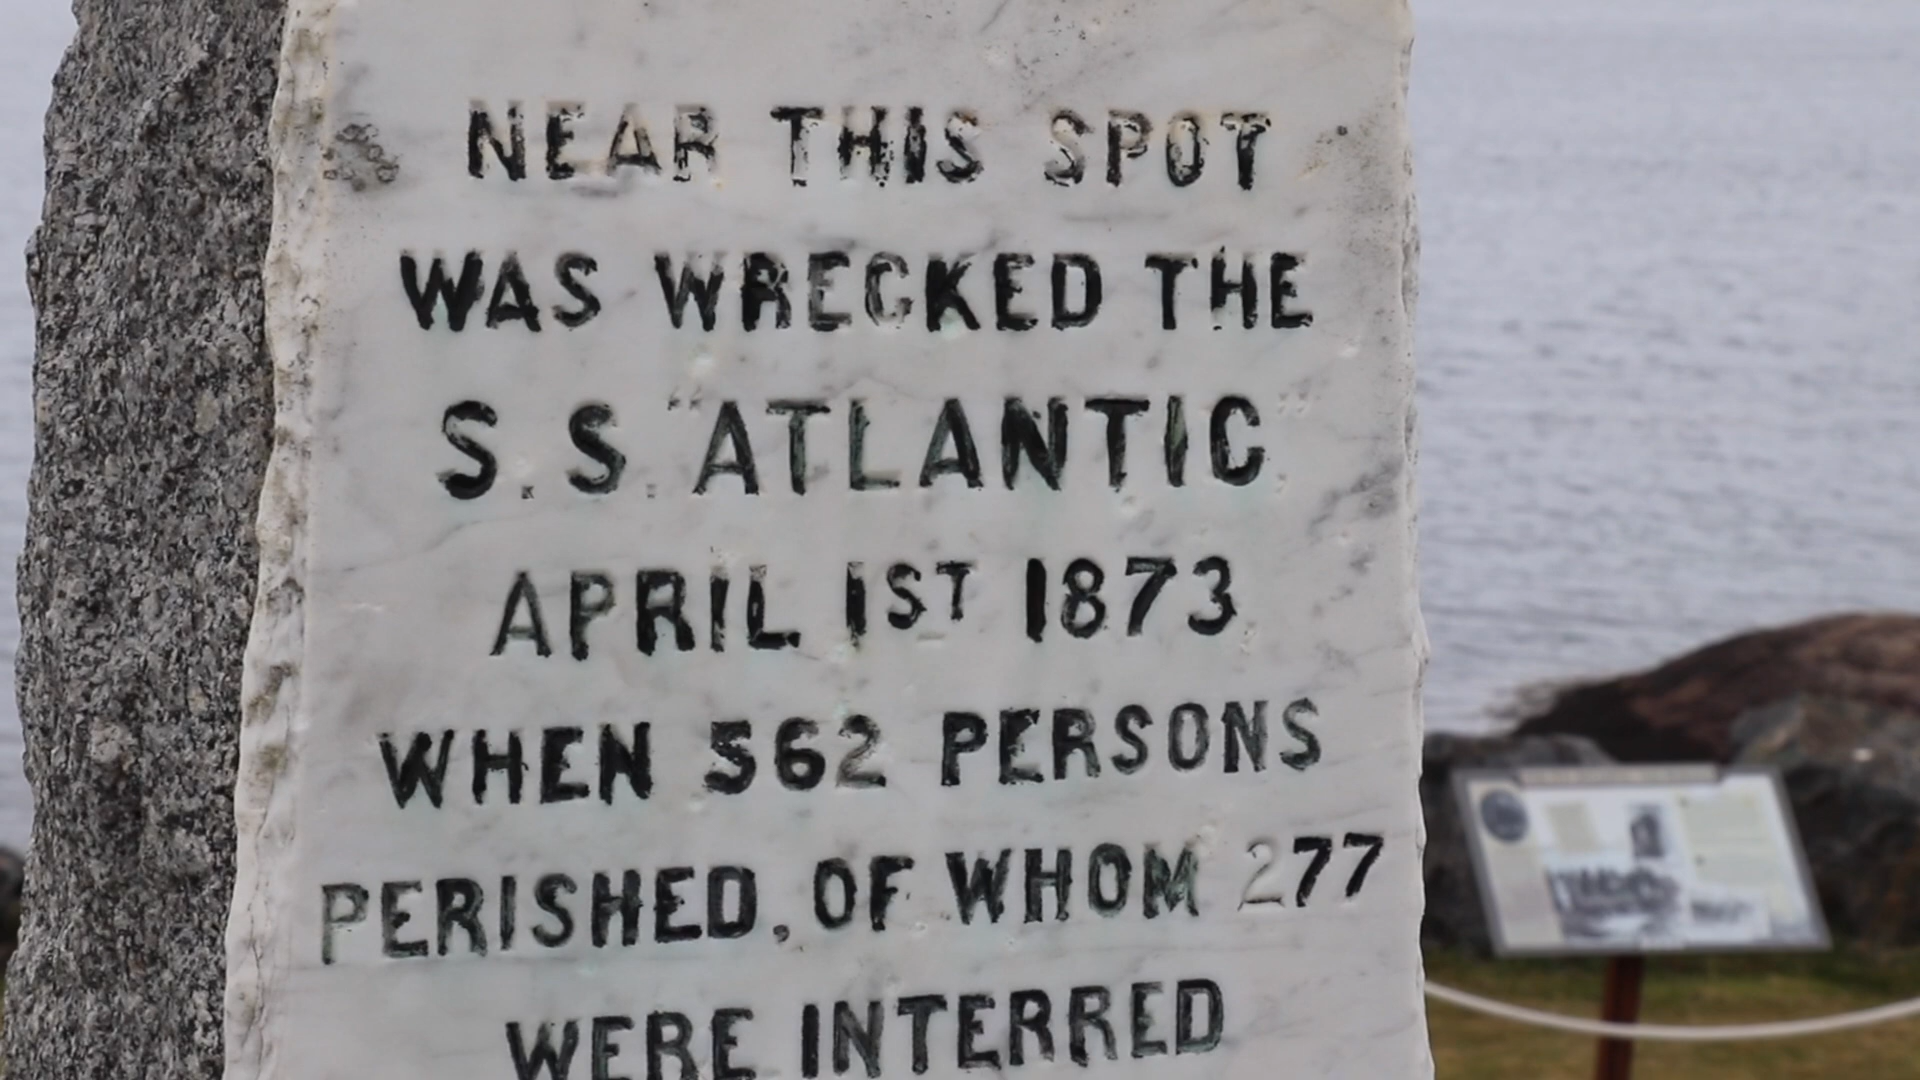 NEAR THIS SPOT
WAS WRECKED THE
S.S. "ATLANTIC"
APRIL 1ST 1873
WHEN 562 PERSONS
PERISHED, OF WHOM 277
WERE INTERRED